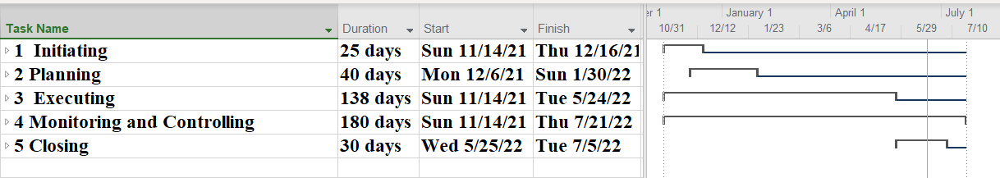 er 1 January 1 April 1 July 1
Task Name Duration Start Finish 10/31 12/12 1/23 3/6 4/17 5/29 7/10
1 Initiating 25 days Sun 11/14/21 Thu 12/16/21
2 Planning 40 days Mon 12/6/21 Sun 1/30/22
3 Executing 138 days Sun 11/14/21 Tue 5/24/22
4 Monitoring and Controlling 180 days Sun 11/14/21 Thu 7/21/22
5 Closing 30 days Wed 5/25/22 Tue 7/5/22